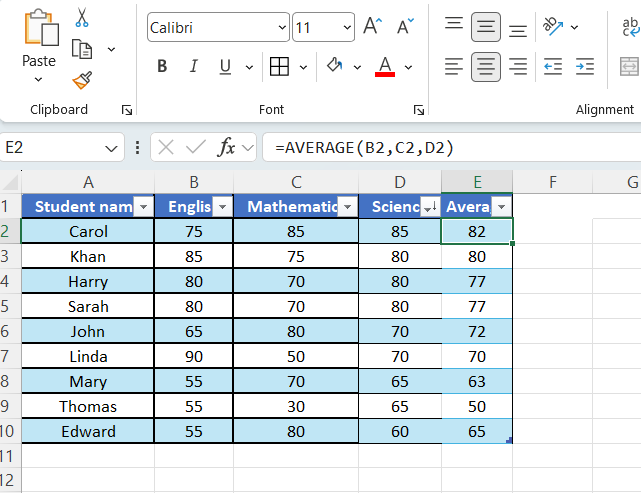 Paste
Calibri 11 A A ab
B I U A
Clipboard Font Alignment
E2 fx =AVERAGE(B2,C2,D2)
A B C D E F G
1 Student nam Englis Mathematic Scienc Avera
2 Carol 75 85 85 82
3 Khan 85 75 80 80
4 Harry 80 70 80 77
5 Sarah 80 70 80 77
6 John 65 80 70 72
7 Linda 90 50 70 70
8 Mary 55 70 65 63
9 Thomas 55 30 65 50
10 Edward 55 80 60 65
11
12